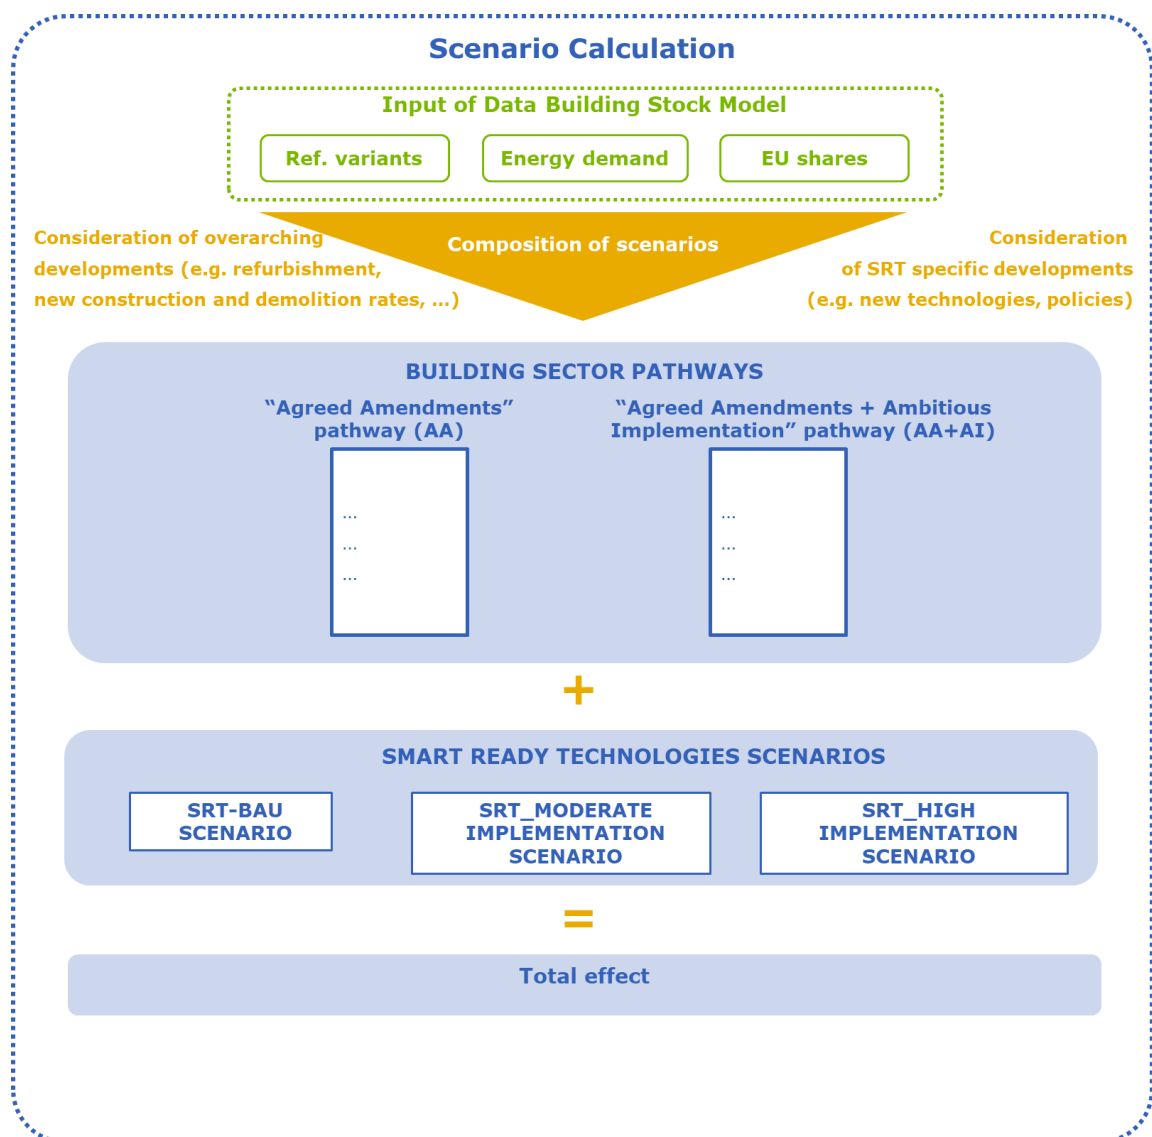 Scenario Calculation
Input of Data Building Stock Model
Ref. variants
Energy demand
EU shares
Composition of scenarios
Consideration of overarching
developments (e.g. refurbishment,
new construction and demolition rates, ...)
Consideration
of SRT specific developments
(e.g. new technologies, policies)
BUILDING SECTOR PATHWAYS
“Agreed Amendments”
pathway (AA)
“Agreed Amendments + Ambitious
Implementation” pathway (AA+AI)
...
...
...
...
...
...
+
SMART READY TECHNOLOGIES SCENARIOS
SRT-BAU
SCENARIO
SRT_MODERATE
IMPLEMENTATION
SCENARIO
SRT_HIGH
IMPLEMENTATION
SCENARIO
=
Total effect